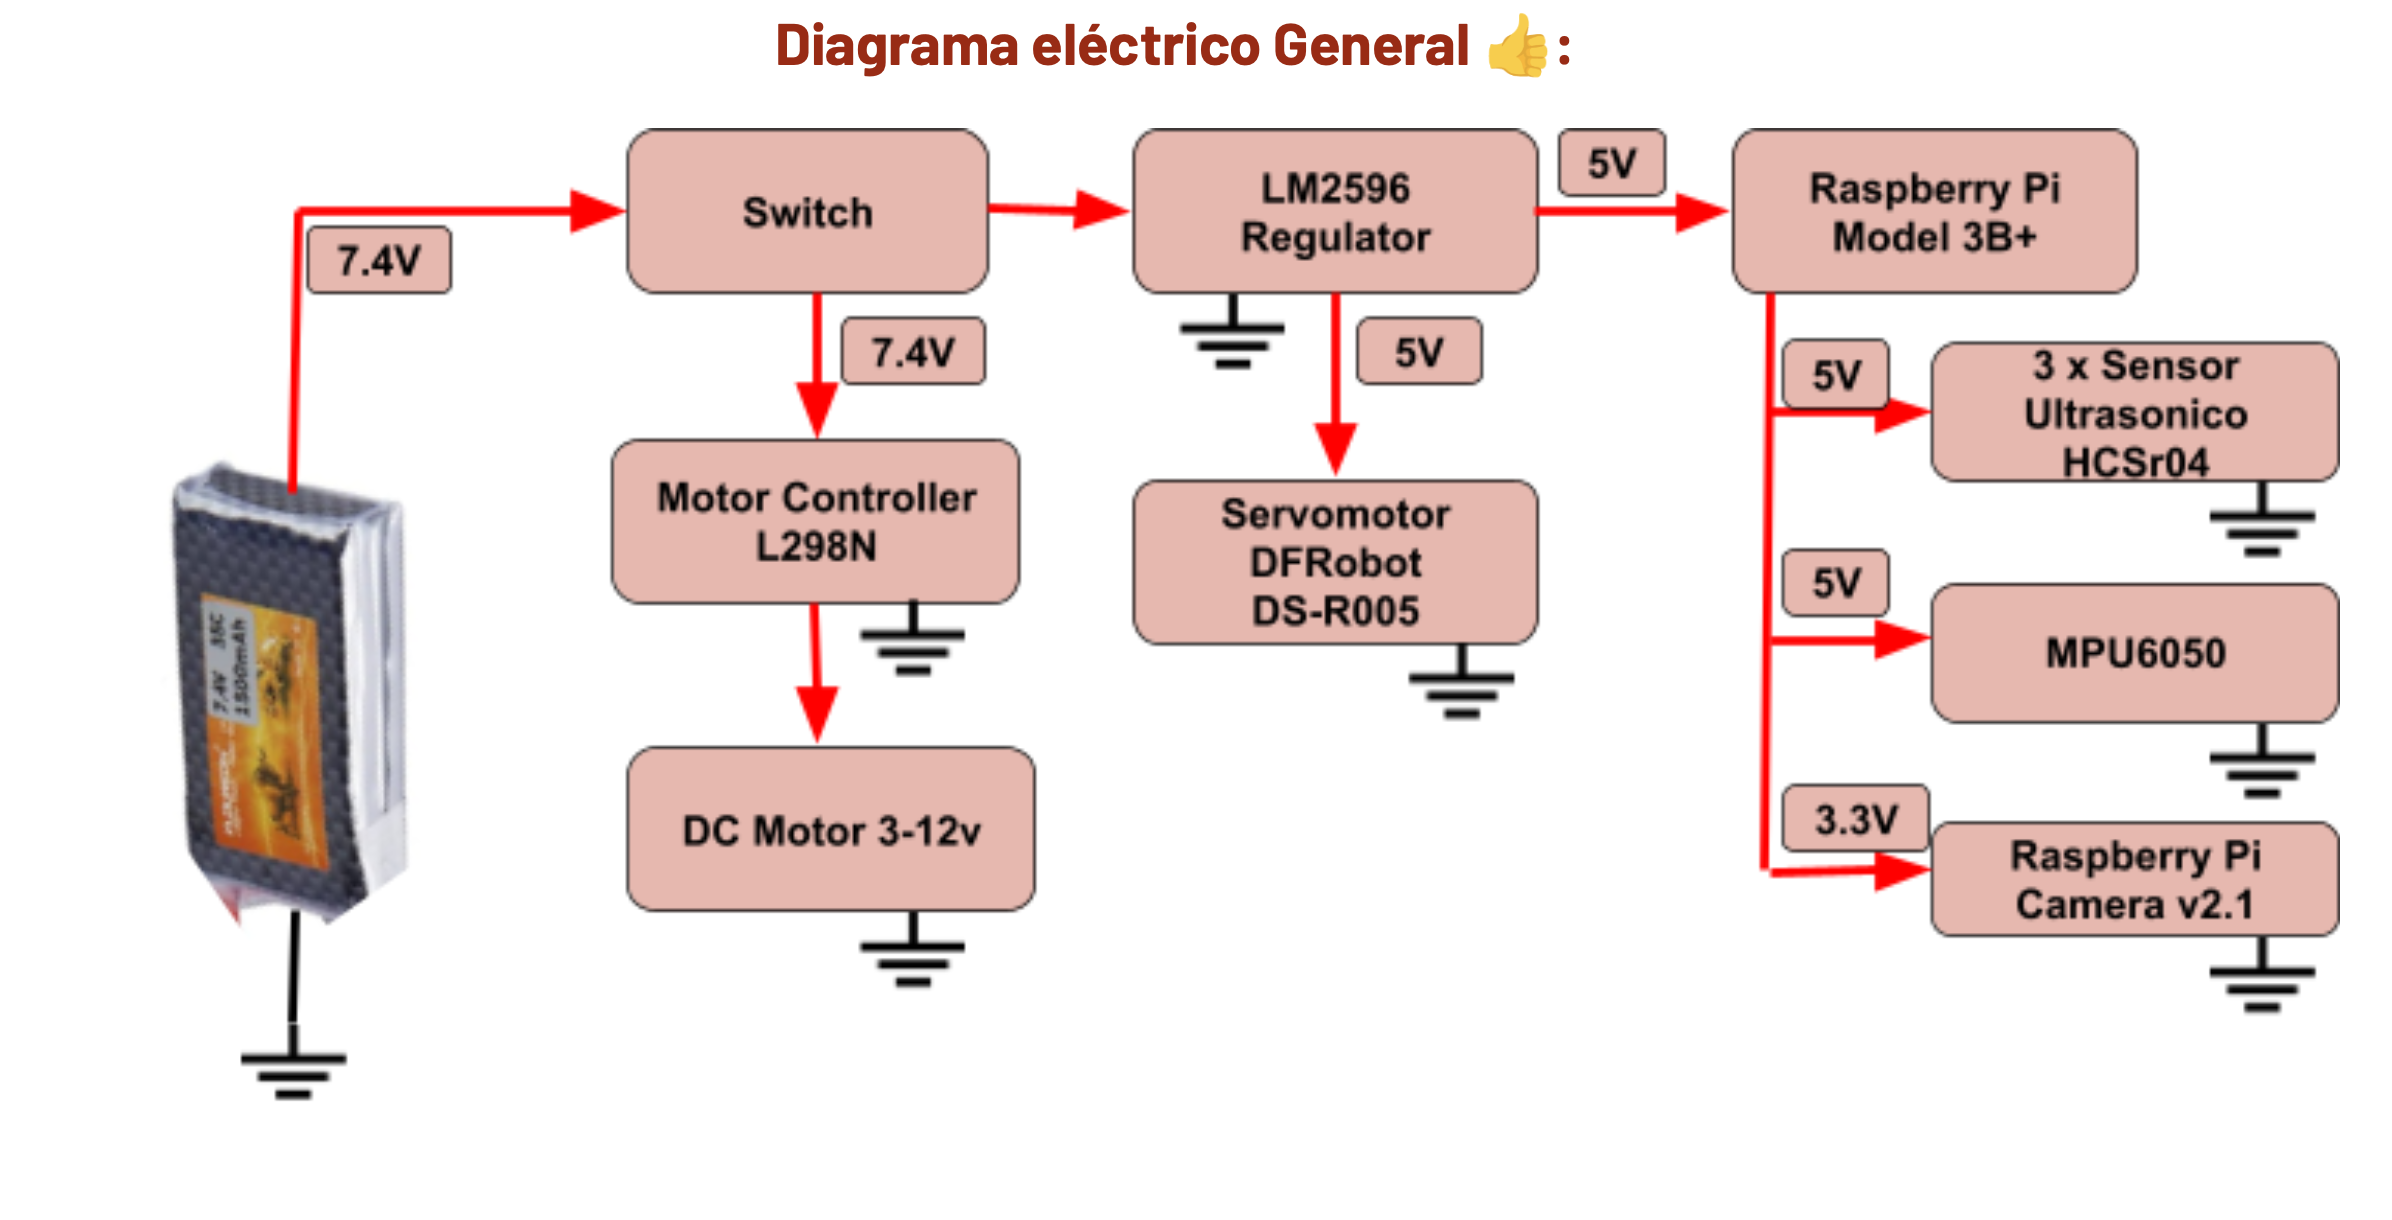 Diagrama eléctrico General 👍:
7.4V
Switch
LM2596
Regulator
5V
Raspberry Pi
Model 3B+
7.4V
5V
5V
3 x Sensor
Ultrasonico
HCSr04
Motor Controller
L298N
Servomotor
DFRobot
DS-R005
5V
MPU6050
DC Motor 3-12v
3.3V
Raspberry Pi
Camera v2.1
7.4V 35C
1500mAh